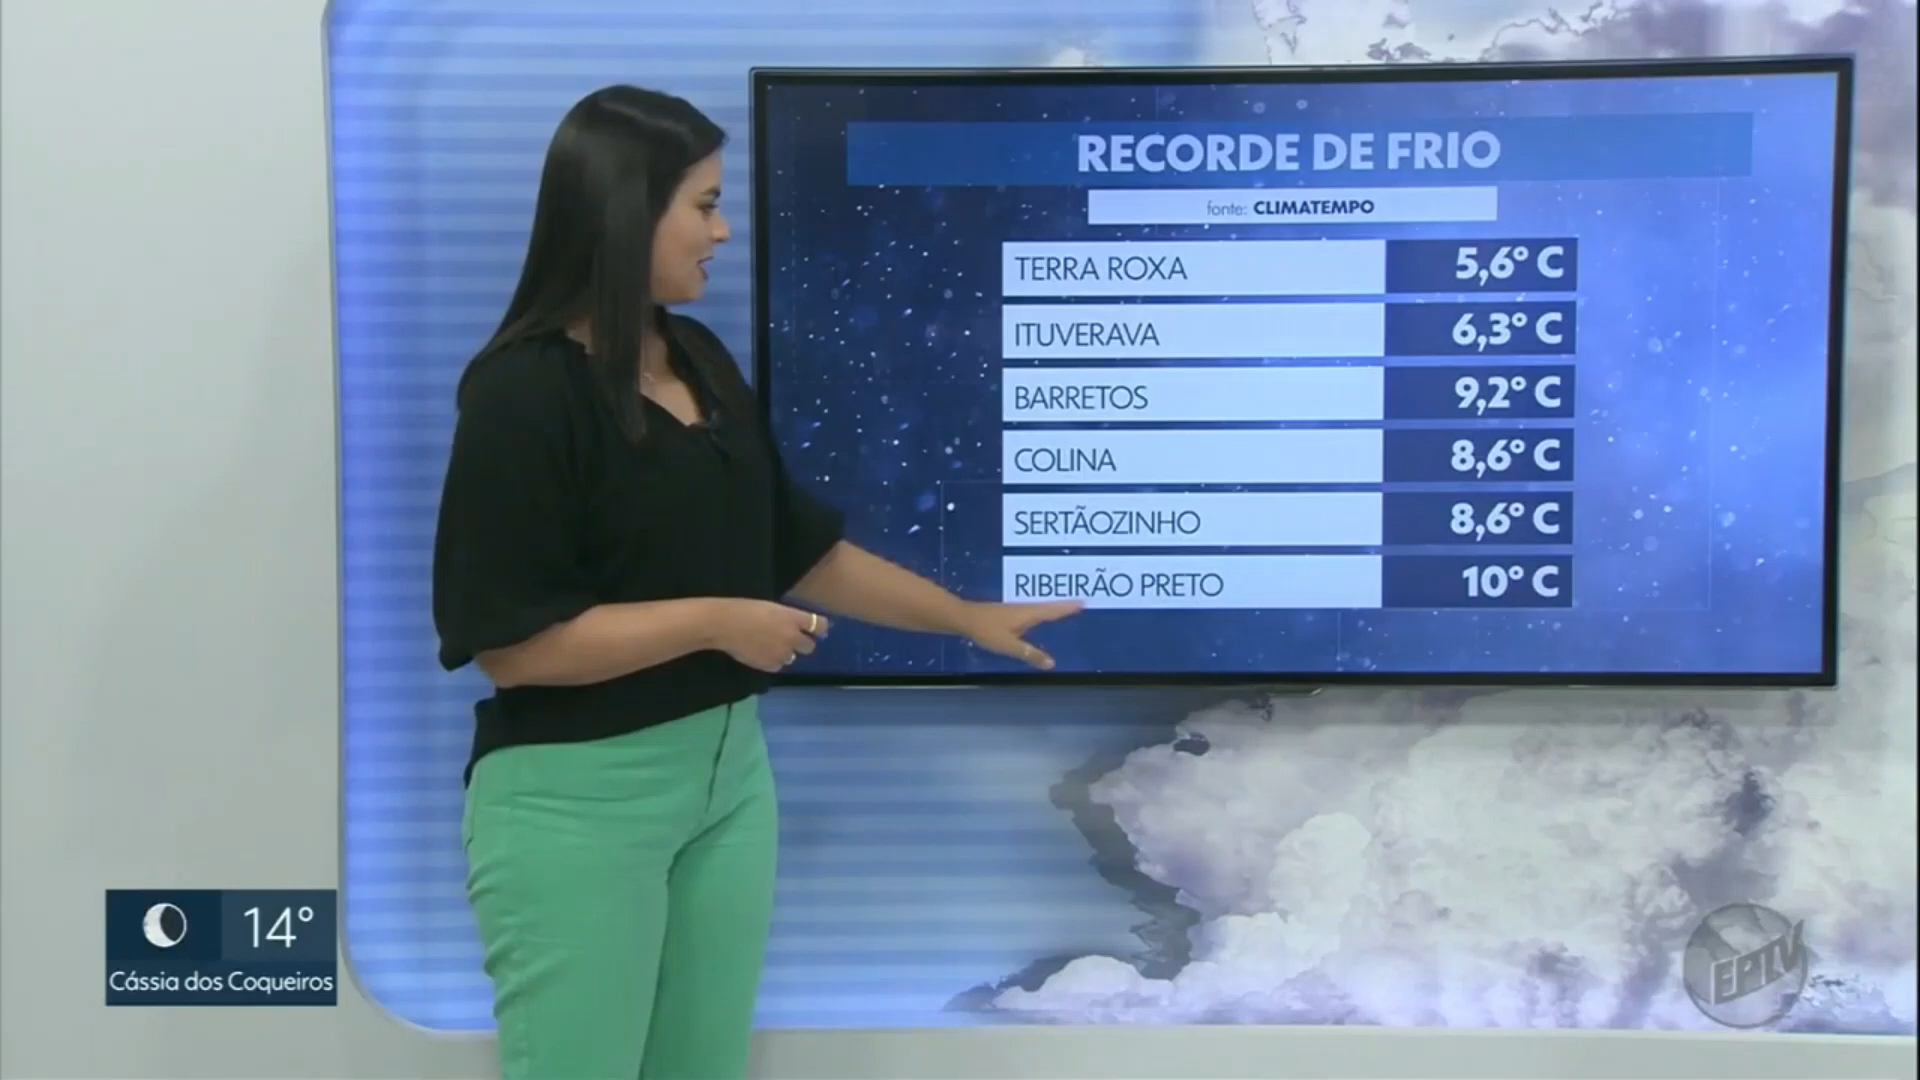 RECORDE DE FRIO
fonte: CLIMATEMPO
TERRA ROXA 5,6° C
ITUVERAVA 6,3° C
BARRETOS 9,2° C
COLINA 8,6° C
SERTÃOZINHO 8,6° C
RIBEIRÃO PRETO 10° C
14°
Cássia dos Coqueiros
EPTV